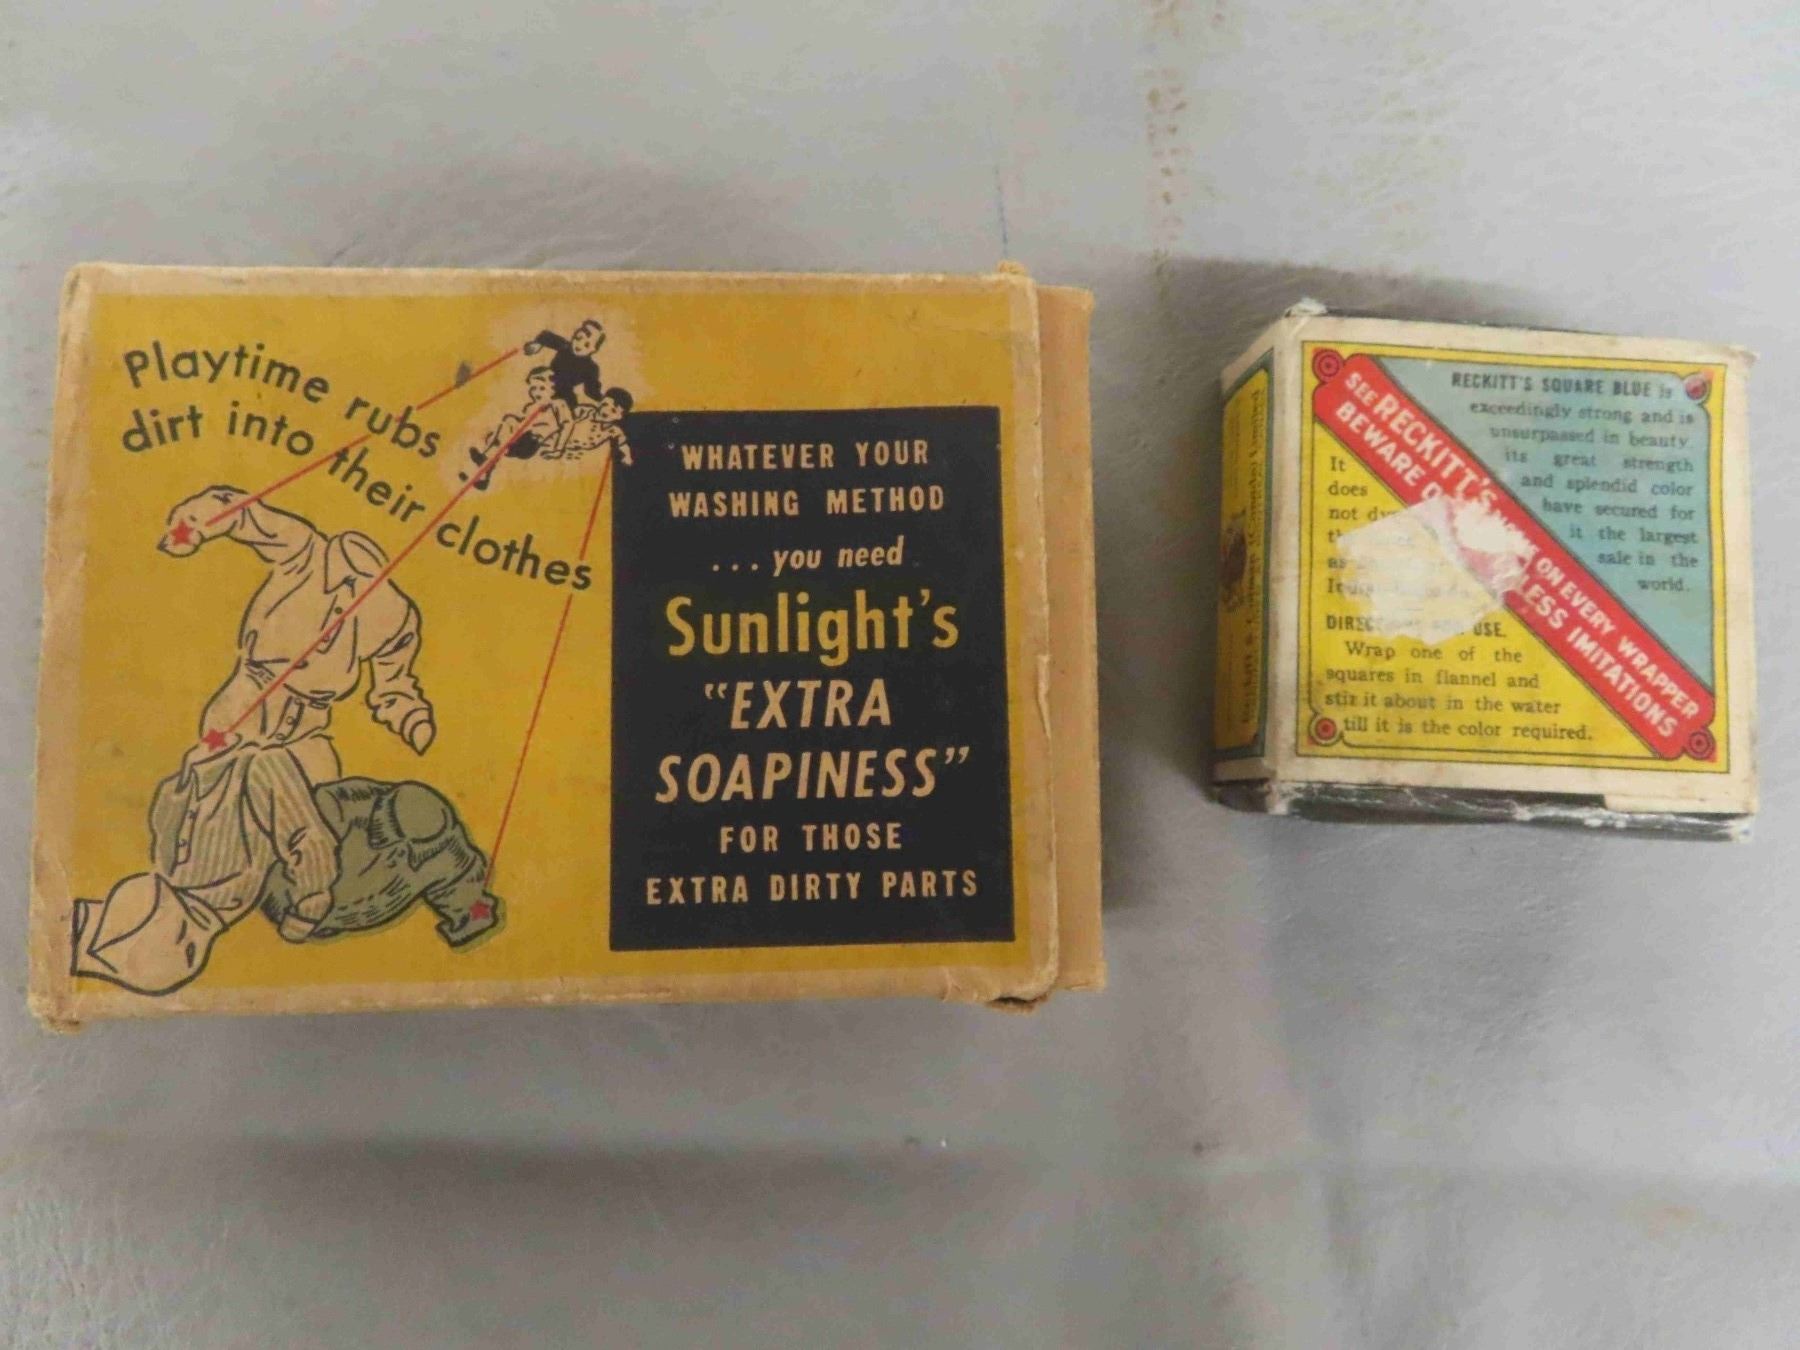 Playtime rubs
dirt into their clothes
WHATEVER YOUR
WASHING METHOD
...you need
Sunlight's
"EXTRA
SOAPINESS"
FOR THOSE
EXTRA DIRTY PARTS
RECKITT'S SQUARE BLUE is
exceedingly strong and is
unsurpassed in beauty
its great strength
and splendid color
have secured for
it the largest
sale in the
world.
SEE RECKITT'S ON EVERY WRAPPER
BEWARE IMITATIONS
It
does
not
DIRECTIONS USE.
Wrap one of the
squares in flannel and
stir it about in the water
till it is the color required.